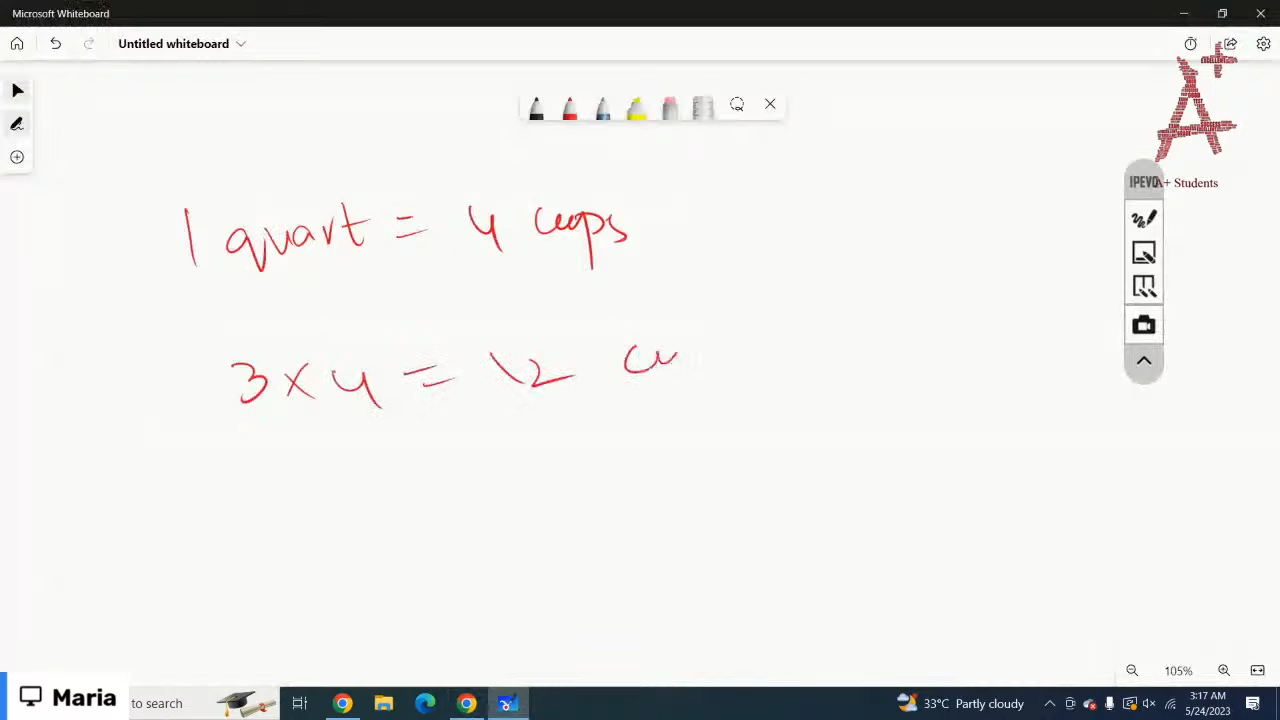 Microsoft Whiteboard
Untitled whiteboard
A+ Students
IPEVO
1 quart = 4 cups
3 x 4 = 12 cu
105%
Maria
to search
33°C Partly cloudy
3:17 AM
5/24/2023